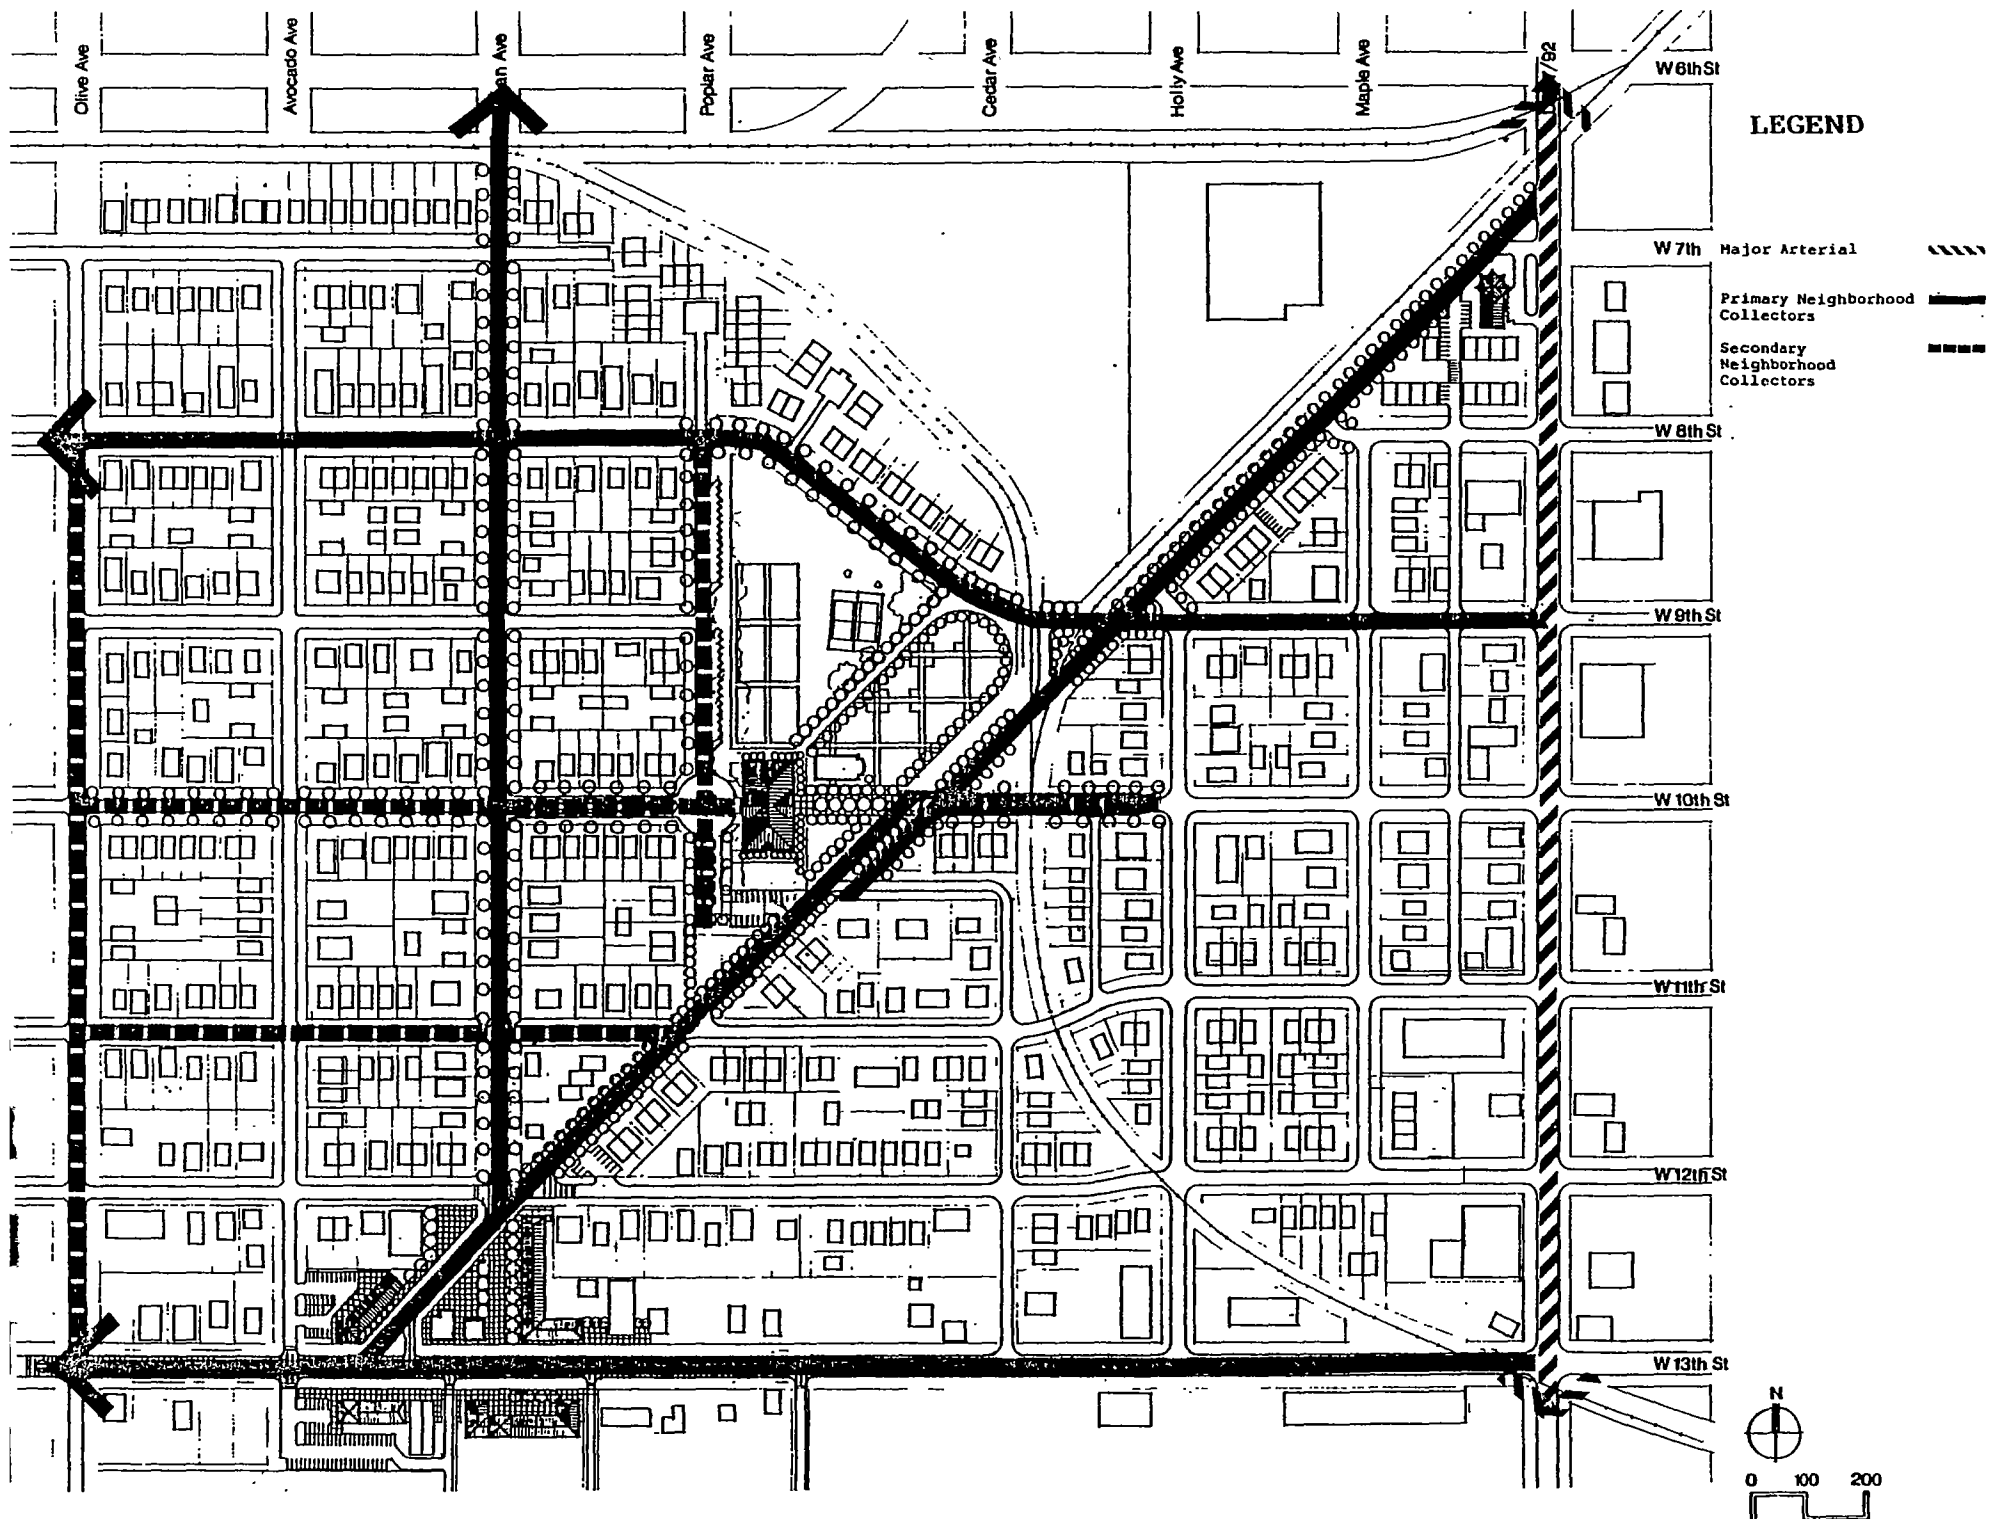 Olive Ave
Avocado Ave
an Ave
Poplar Ave
Cedar Ave
Holly Ave
Maple Ave
/92
W 6th St
LEGEND
W 7th
Major Arterial
Primary Neighborhood
Collectors
Secondary
Neighborhood
Collectors
W 8th St
W 9th St
W 10th St
W 11th St
W 12th St
W 13th St
N
0 100 200